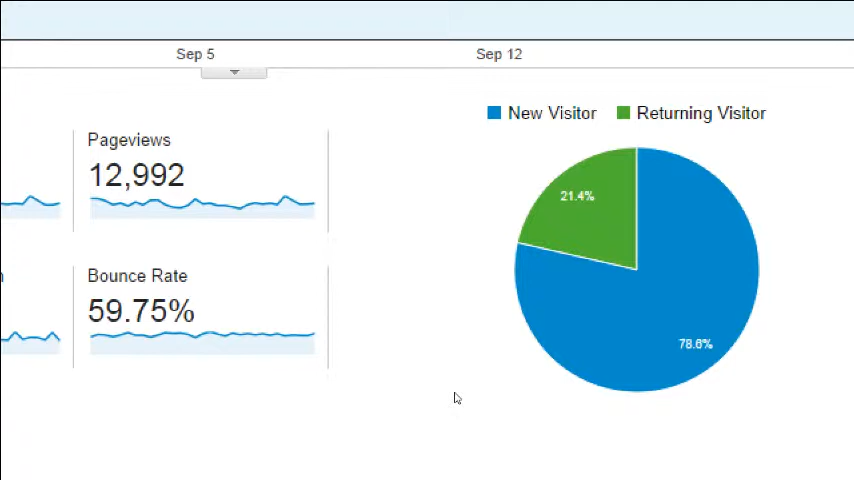 Sep 5
Sep 12
New Visitor
Returning Visitor
Pageviews
12,992
21.4%
Bounce Rate
59.75%
78.6%